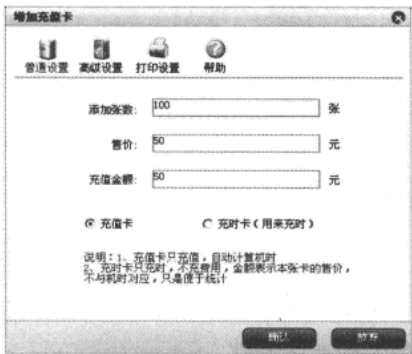 增加充值卡
普通设置 高级设置 打印设置 帮助
添加张数: 100 张
售价: 50 元
充值金额: 50 元
充值卡 充时卡(用来充时)
说明:1、充值卡只充值,自动计算机时
2、充时卡只充时,不充费用,金额表示本张卡的售价,
不与机时对应,只是便于统计
确认 放弃